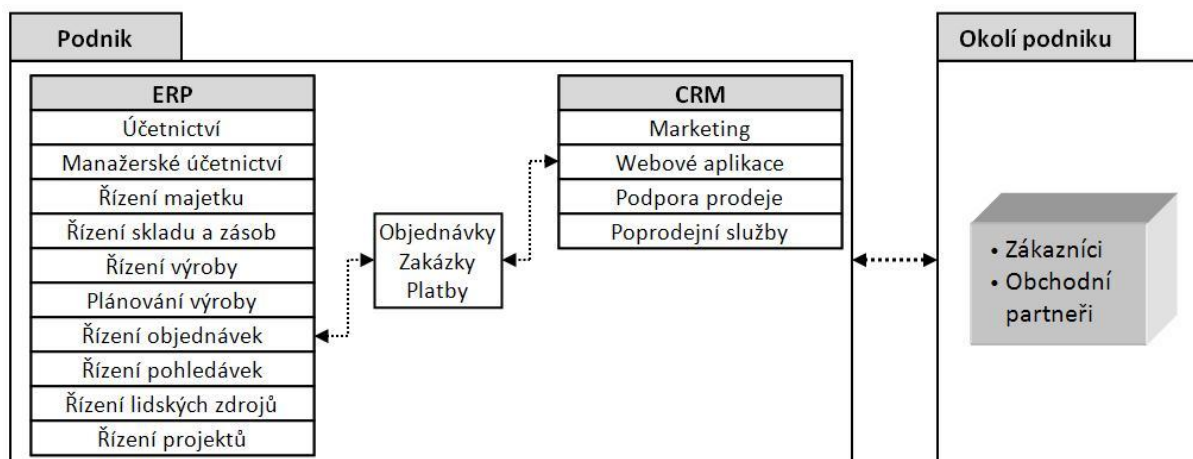 Podnik
Okolí podniku
ERP
Účetnictví
Manažerské účetnictví
Řízení majetku
Řízení skladu a zásob
Řízení výroby
Plánování výroby
Řízení objednávek
Řízení pohledávek
Řízení lidských zdrojů
Řízení projektů
Objednávky
Zakázky
Platby
CRM
Marketing
Webové aplikace
Podpora prodeje
Poprodejní služby
• Zákazníci
• Obchodní
partneři